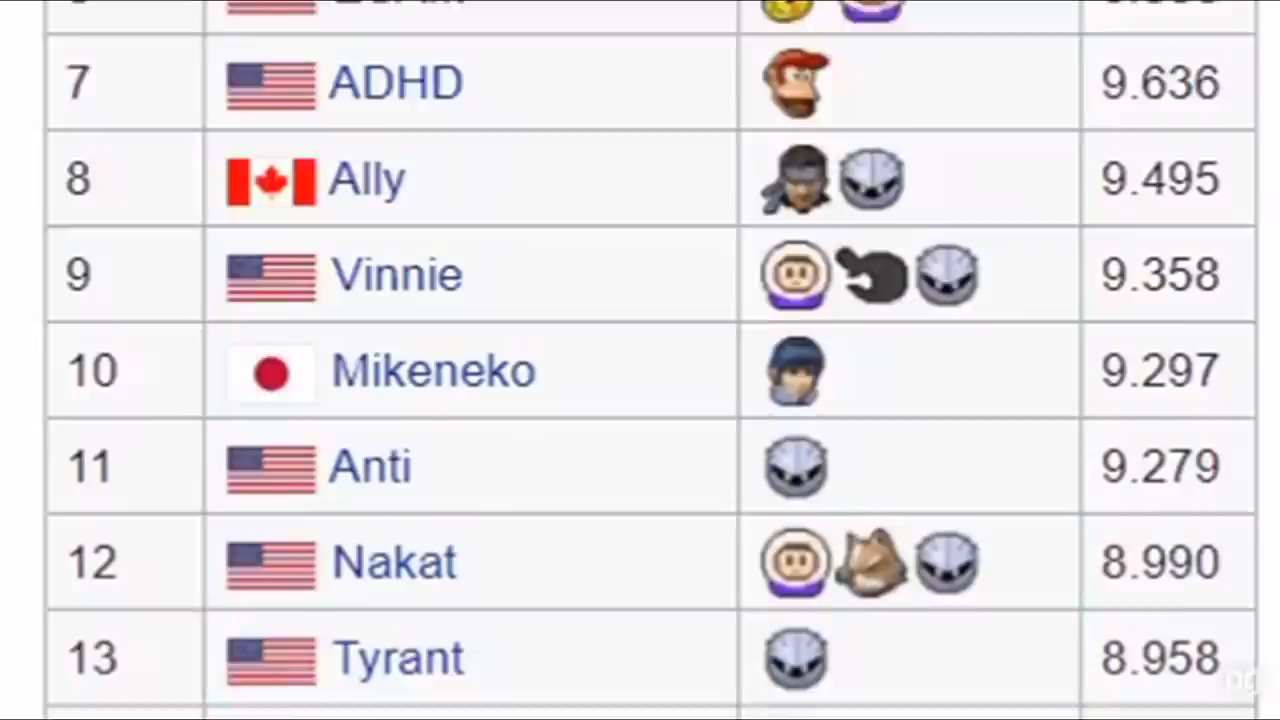 7 ADHD 9.636
8 Ally 9.495
9 Vinnie 9.358
10 Mikeneko 9.297
11 Anti 9.279
12 Nakat 8.990
13 Tyrant 8.958